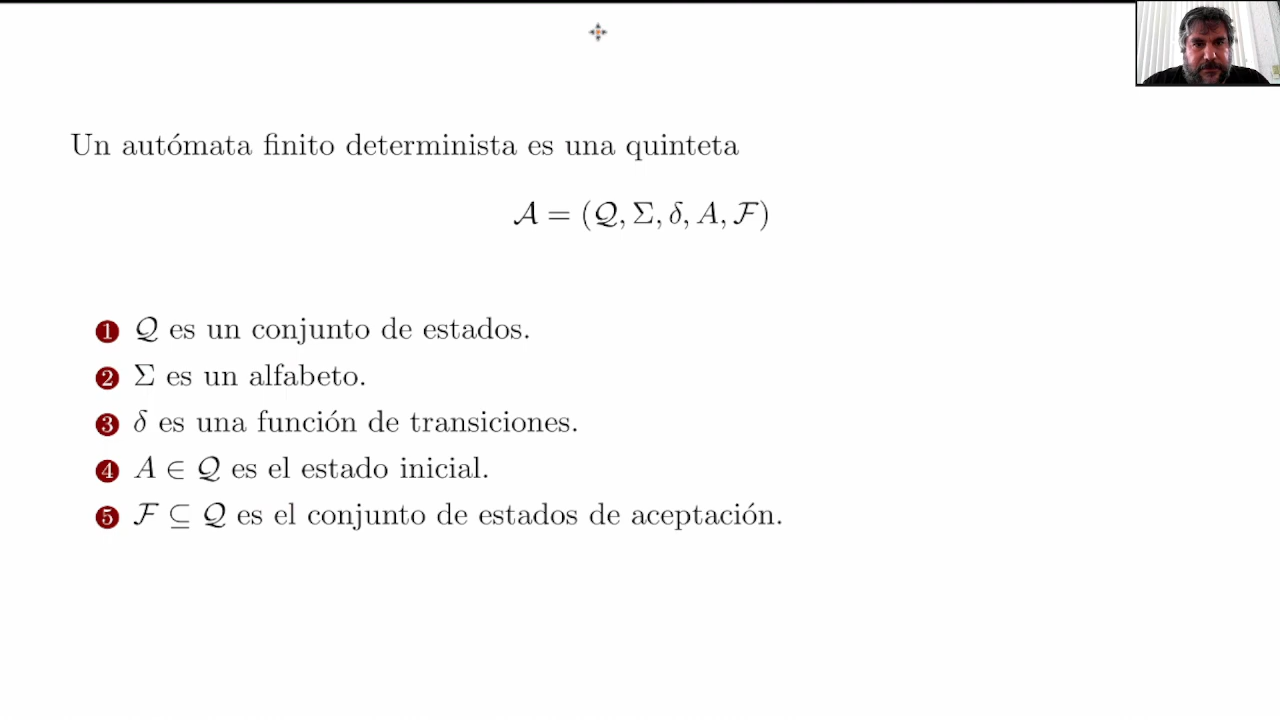 Un autómata finito determinista es una quinteta
𝒜 = (𝒬, Σ, δ, A, ℱ)
1 𝒬 es un conjunto de estados.
2 Σ es un alfabeto.
3 δ es una función de transiciones.
4 A ∈ 𝒬 es el estado inicial.
5 ℱ ⊆ 𝒬 es el conjunto de estados de aceptación.